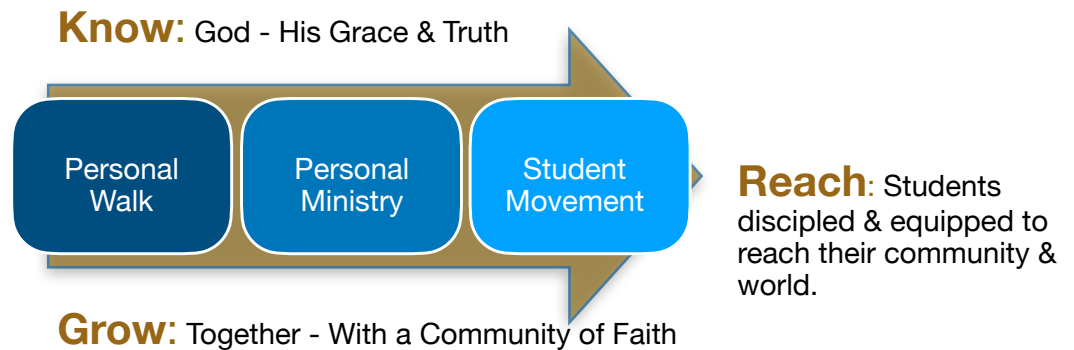 Know: God - His Grace & Truth
Personal
Walk
Personal
Ministry
Student
Movement
Reach: Students
discipled & equipped to
reach their community &
world.
Grow: Together - With a Community of Faith